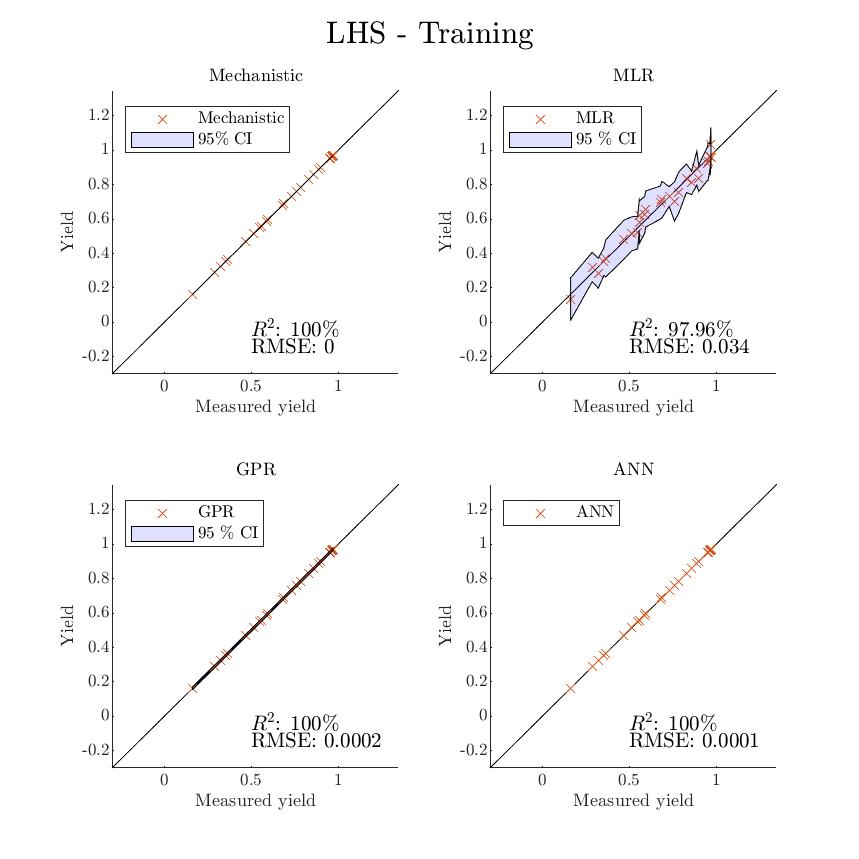 LHS - Training
Mechanistic
1.2
1
0.8
0.6
0.4
0.2
0
-0.2
Yield
Mechanistic
95% CI
R²: 100%
RMSE: 0
0 0.5 1
Measured yield
MLR
1.2
1
0.8
0.6
0.4
0.2
0
-0.2
Yield
MLR
95 % CI
R²: 97.96%
RMSE: 0.034
0 0.5 1
Measured yield
GPR
1.2
1
0.8
0.6
0.4
0.2
0
-0.2
Yield
GPR
95 % CI
R²: 100%
RMSE: 0.0002
0 0.5 1
Measured yield
ANN
1.2
1
0.8
0.6
0.4
0.2
0
-0.2
Yield
ANN
R²: 100%
RMSE: 0.0001
0 0.5 1
Measured yield